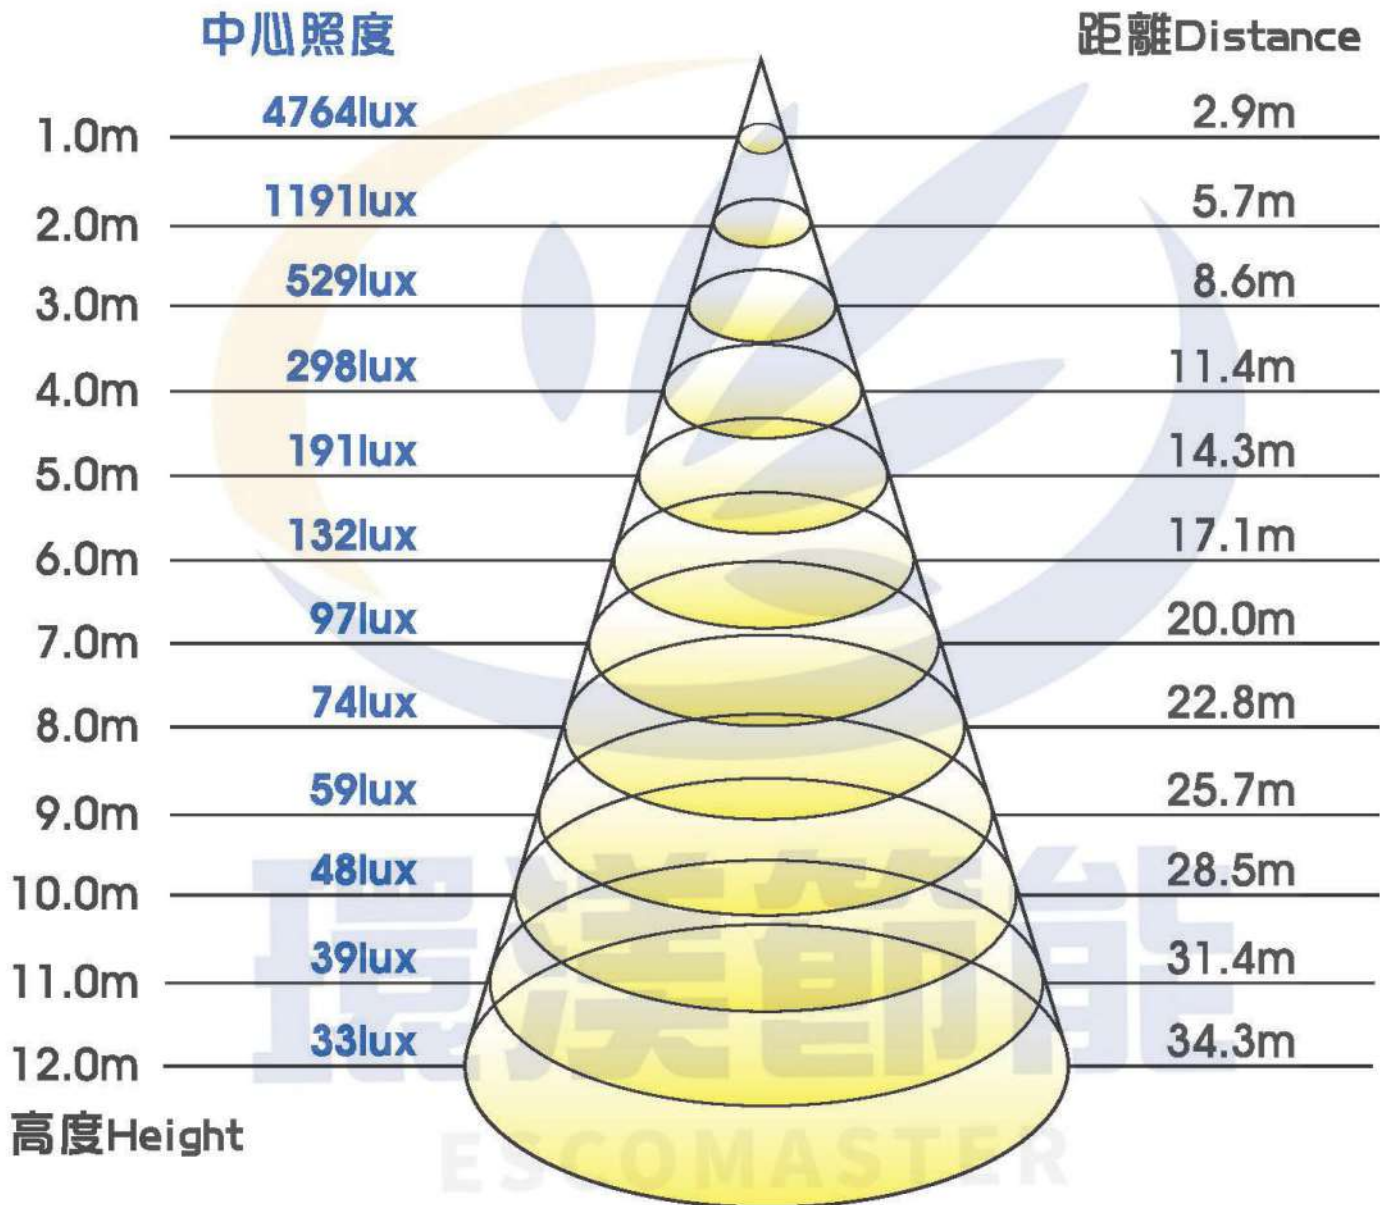 中心照度 距離Distance
1.0m 4764lux 2.9m
2.0m 1191lux 5.7m
3.0m 529lux 8.6m
4.0m 298lux 11.4m
5.0m 191lux 14.3m
6.0m 132lux 17.1m
7.0m 97lux 20.0m
8.0m 74lux 22.8m
9.0m 59lux 25.7m
10.0m 48lux 28.5m
11.0m 39lux 31.4m
12.0m 33lux 34.3m
高度Height
環漢節能
ESCOMASTER